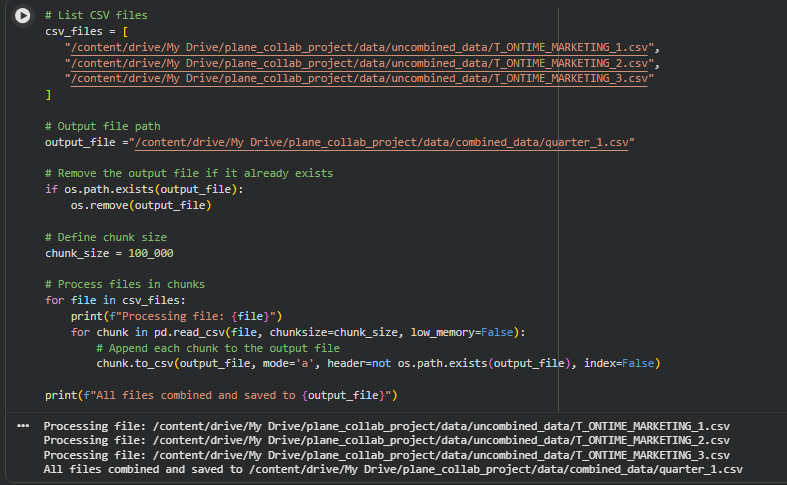 # List CSV files
csv_files = [
"/content/drive/My Drive/plane_collab_project/data/uncombined_data/T_ONTIME_MARKETING_1.csv",
"/content/drive/My Drive/plane_collab_project/data/uncombined_data/T_ONTIME_MARKETING_2.csv",
"/content/drive/My Drive/plane_collab_project/data/uncombined_data/T_ONTIME_MARKETING_3.csv"
]
# Output file path
output_file ="/content/drive/My Drive/plane_collab_project/data/combined_data/quarter_1.csv"
# Remove the output file if it already exists
if os.path.exists(output_file):
os.remove(output_file)
# Define chunk size
chunk_size = 100_000
# Process files in chunks
for file in csv_files:
print(f"Processing file: {file}")
for chunk in pd.read_csv(file, chunksize=chunk_size, low_memory=False):
# Append each chunk to the output file
chunk.to_csv(output_file, mode='a', header=not os.path.exists(output_file), index=False)
print(f"All files combined and saved to {output_file}")
Processing file: /content/drive/My Drive/plane_collab_project/data/uncombined_data/T_ONTIME_MARKETING_1.csv
Processing file: /content/drive/My Drive/plane_collab_project/data/uncombined_data/T_ONTIME_MARKETING_2.csv
Processing file: /content/drive/My Drive/plane_collab_project/data/uncombined_data/T_ONTIME_MARKETING_3.csv
All files combined and saved to /content/drive/My Drive/plane_collab_project/data/combined_data/quarter_1.csv